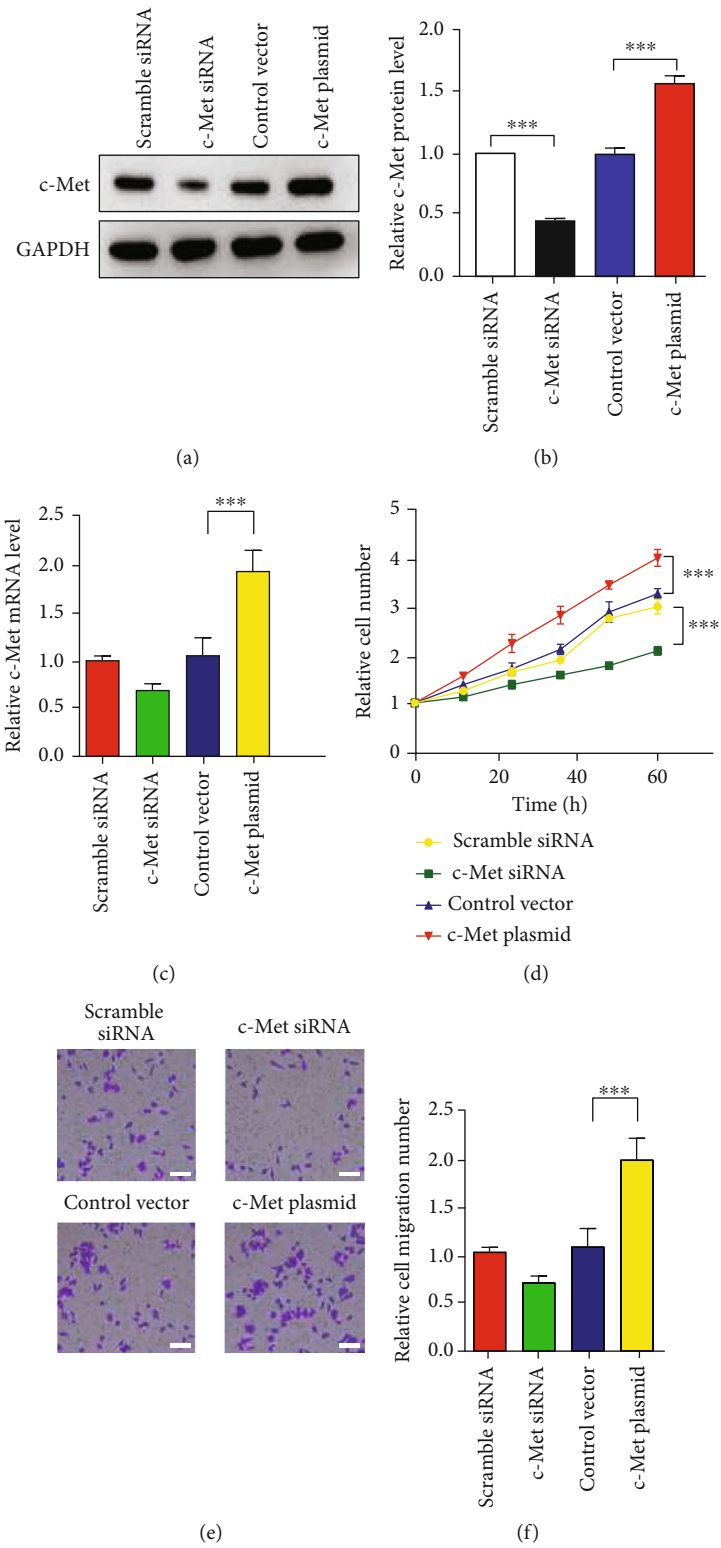 Scramble siRNA
c-Met siRNA
Control vector
c-Met plasmid
c-Met
GAPDH
(a)
Relative c-Met protein level
2.0
1.5
1.0
0.5
0.0
***
***
Scramble siRNA
c-Met siRNA
Control vector
c-Met plasmid
(b)
Relative c-Met mRNA level
2.5
2.0
1.5
1.0
0.5
0.0
***
Scramble siRNA
c-Met siRNA
Control vector
c-Met plasmid
(c)
Relative cell number
5
4
3
2
1
0
***
***
0
20
40
60
Time (h)
Scramble siRNA
c-Met siRNA
Control vector
c-Met plasmid
(d)
Scramble
siRNA
c-Met siRNA
Control vector
c-Met plasmid
(e)
Relative cell migration number
2.5
2.0
1.5
1.0
0.5
0.0
***
Scramble siRNA
c-Met siRNA
Control vector
c-Met plasmid
(f)